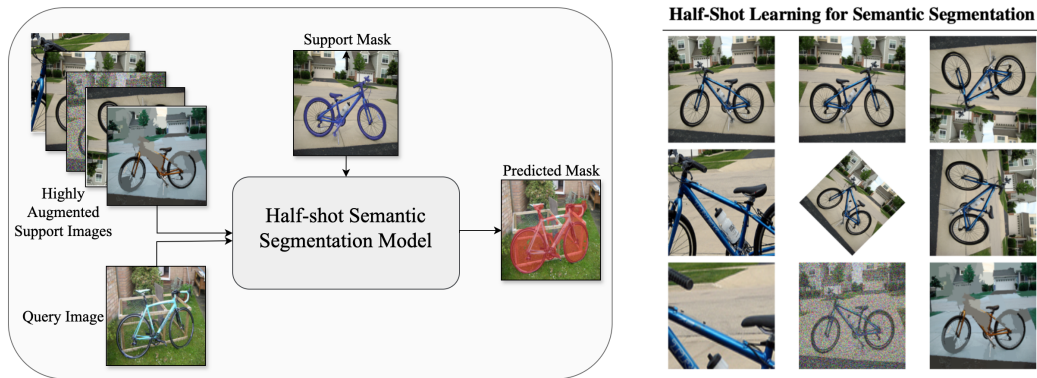 Support Mask
Highly
Augmented
Support Images
Query Image
Half-shot Semantic
Segmentation Model
Predicted Mask
Half-Shot Learning for Semantic Segmentation